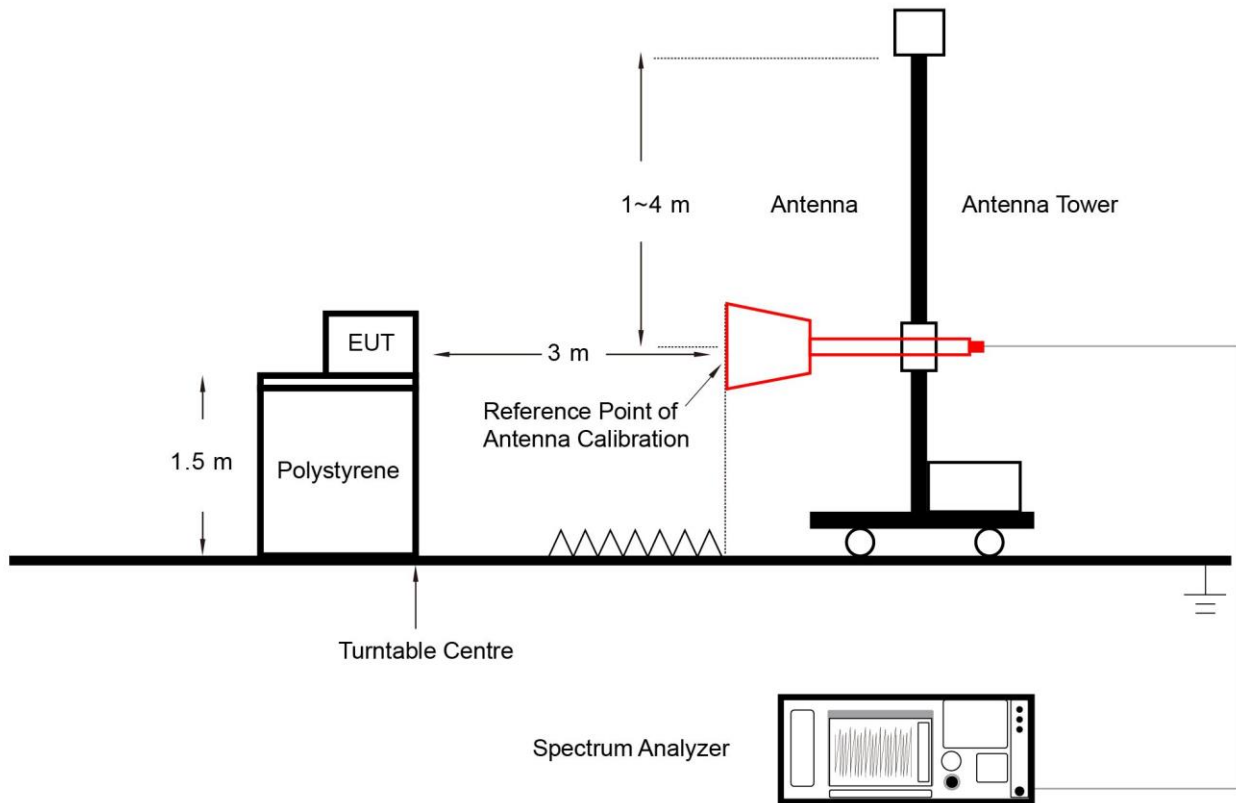 1~4 m
Antenna
Antenna Tower
EUT
3 m
Reference Point of
Antenna Calibration
1.5 m
Polystyrene
Turntable Centre
Spectrum Analyzer